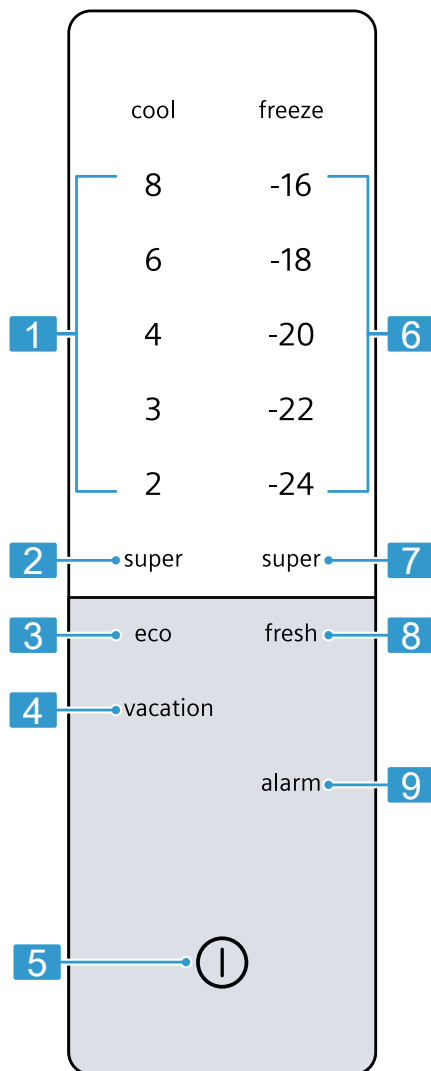 cool freeze
8 -16
6 -18
1 4 -20 6
3 -22
2 -24
2 super super 7
3 eco fresh 8
4 vacation
alarm 9
5